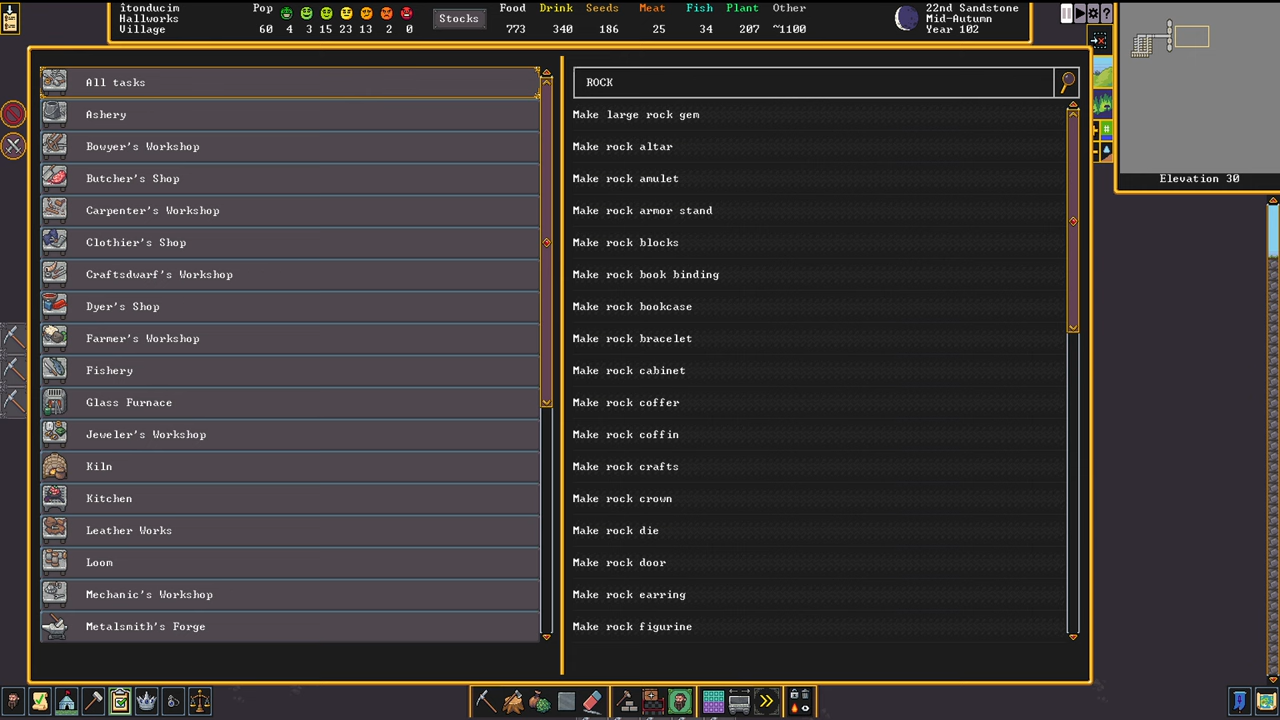 Itonducim Pop Food Drink Seeds Meat Fish Plant Other 22nd Sandstone
Hallworks Stocks Mid-Autumn
Village 60 4 3 15 23 13 2 0 773 340 186 25 34 207 ~1100 Year 102
Elevation 30
All tasks
Ashery
Bowyer's Workshop
Butcher's Shop
Carpenter's Workshop
Clothier's Shop
Craftsdwarf's Workshop
Dyer's Shop
Farmer's Workshop
Fishery
Glass Furnace
Jeweler's Workshop
Kiln
Kitchen
Leather Works
Loom
Mechanic's Workshop
Metalsmith's Forge
ROCK
Make large rock gem
Make rock altar
Make rock amulet
Make rock armor stand
Make rock blocks
Make rock book binding
Make rock bookcase
Make rock bracelet
Make rock cabinet
Make rock coffer
Make rock coffin
Make rock crafts
Make rock crown
Make rock die
Make rock door
Make rock earring
Make rock figurine